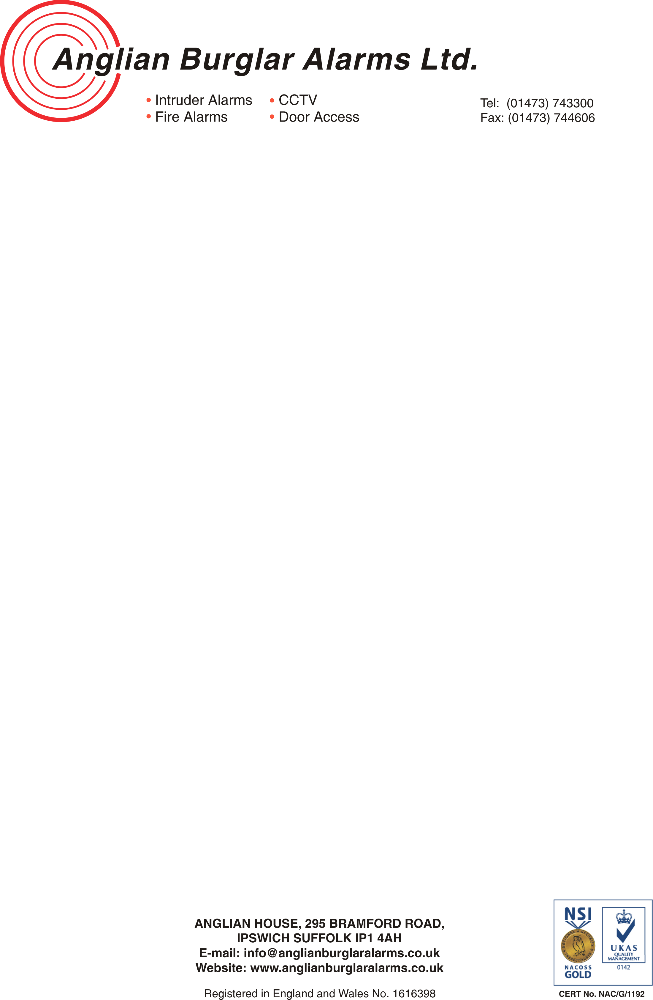 Anglian Burglar Alarms Ltd.
• Intruder Alarms • CCTV
• Fire Alarms • Door Access
Tel: (01473) 743300
Fax: (01473) 744606
ANGLIAN HOUSE, 295 BRAMFORD ROAD,
IPSWICH SUFFOLK IP1 4AH
E-mail: info@anglianburglaralarms.co.uk
Website: www.anglianburglaralarms.co.uk
Registered in England and Wales No. 1616398
NSI
NATIONAL SECURITY
INSPECTORATE
NACOSS
GOLD
UKAS
QUALITY
MANAGEMENT
0142
CERT No. NAC/G/1192